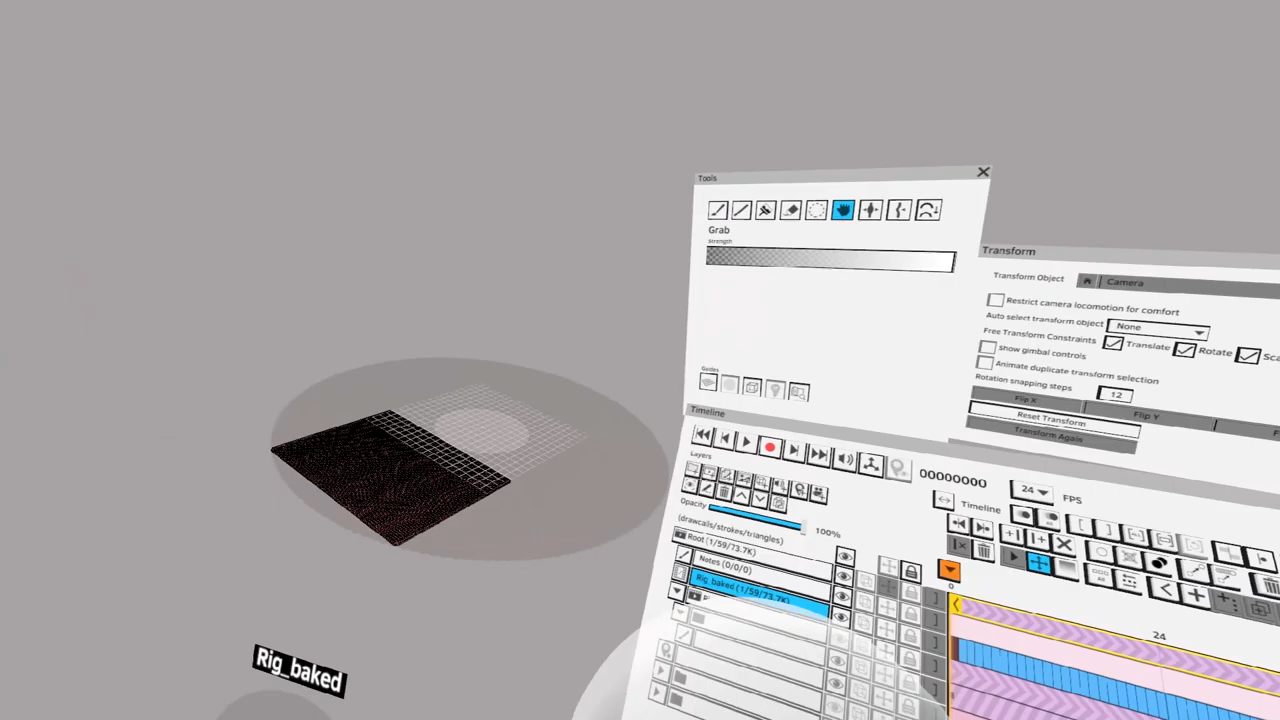 Tools
Grab
Strength
Guides
Transform
Transform Object
Camera
Restrict camera locomotion for comfort
Auto select transform object
None
Free Transform Constraints
Translate
Rotate
Show gimbal controls
Animate duplicate transform selection
Rotation snapping steps
12
Flip X
Flip Y
Reset Transform
Transform Again
Timeline
00000000
24
FPS
Layers
Timeline
Opacity
100%
(drawcalls/strokes/triangles)
Root (1/59/73.7K)
Notes (0/0/0)
Rig_baked (1/59/73.7K)
0
24
Rig_baked